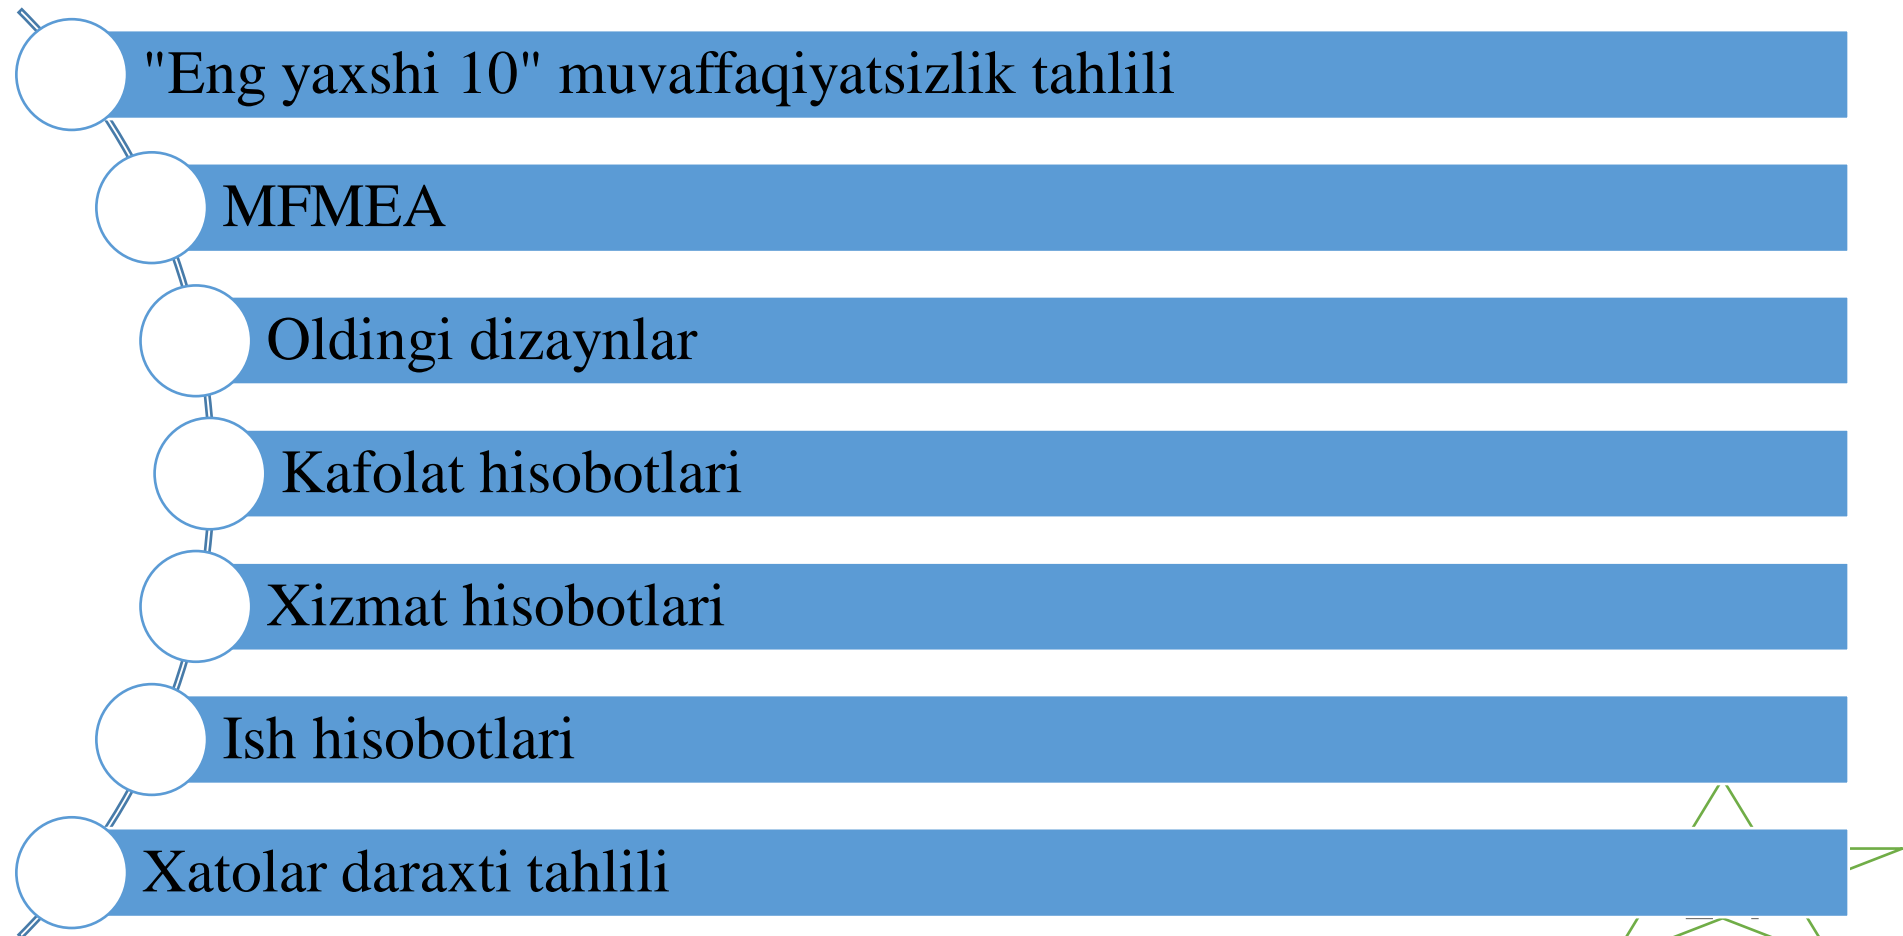 "Eng yaxshi 10" muvaffaqiyatsizlik tahlili
MFMEA
Oldingi dizaynlar
Kafolat hisobotlari
Xizmat hisobotlari
Ish hisobotlari
Xatolar daraxti tahlili